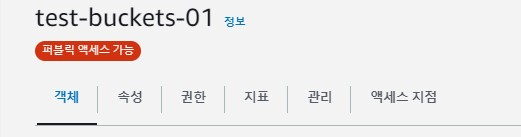 test-buckets-01 정보
퍼블릭 액세스 가능
객체 속성 권한 지표 관리 액세스 지점